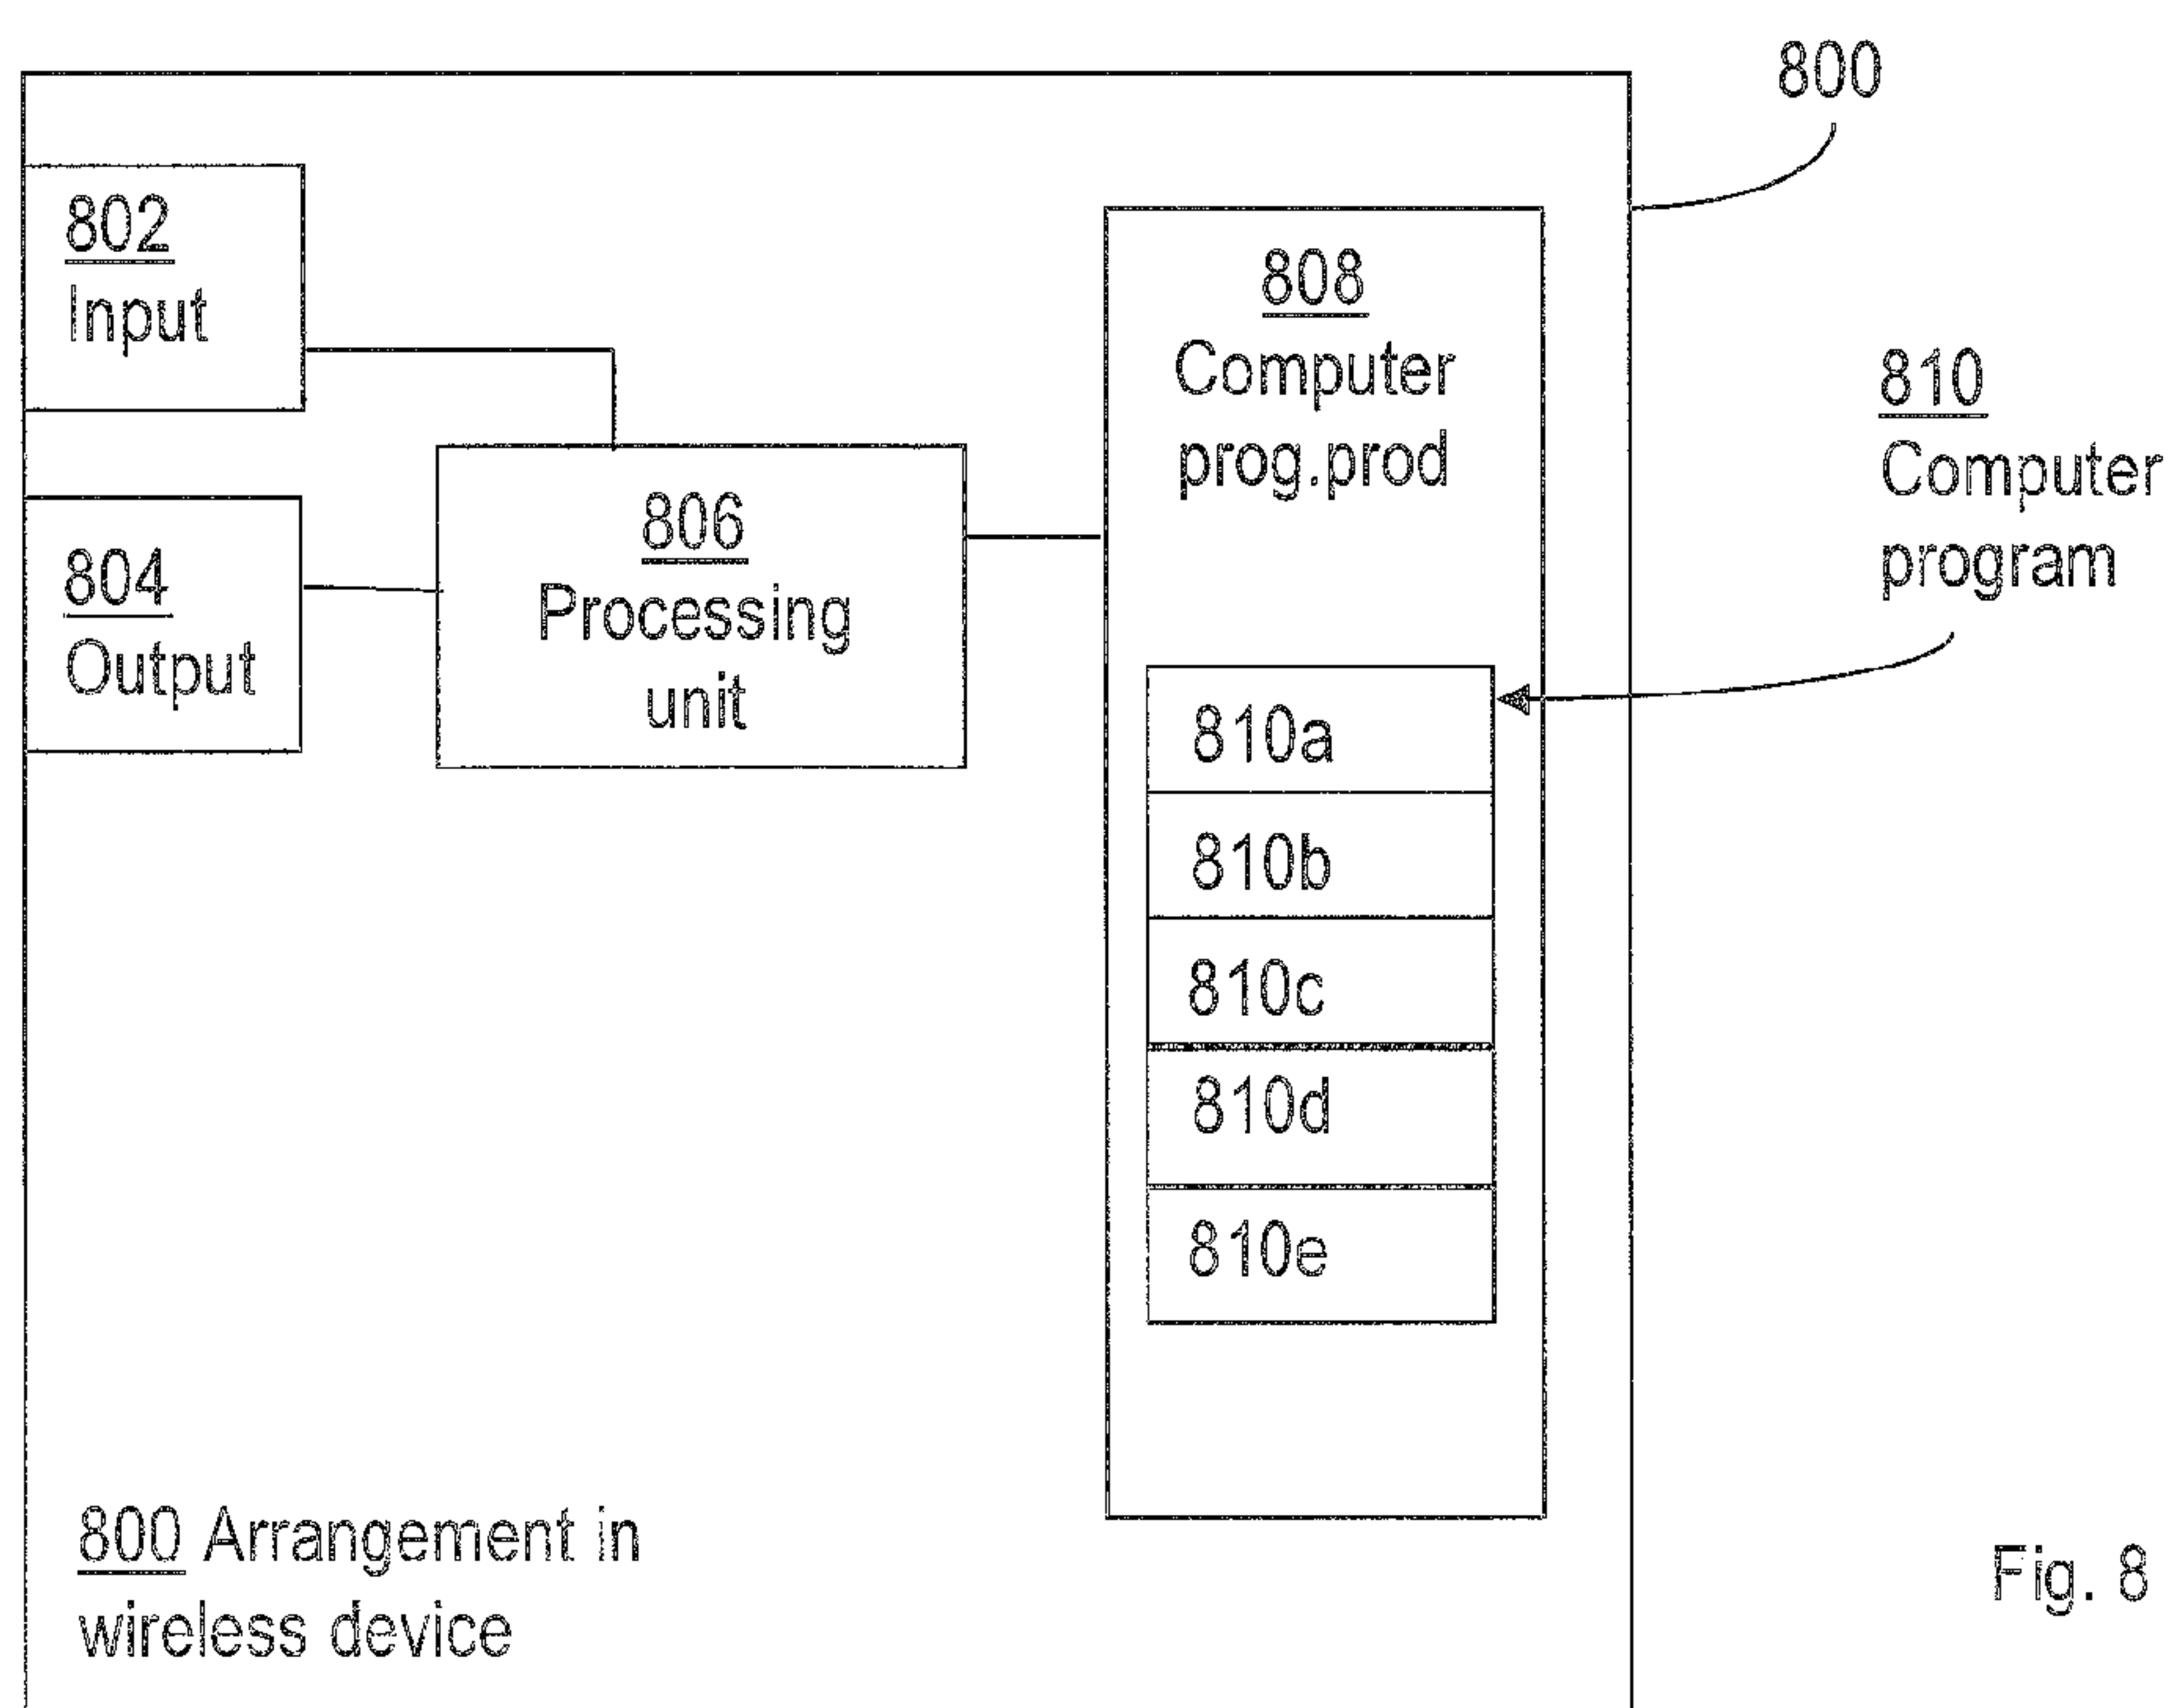 800
802
Input
804
Output
806
Processing
unit
808
Computer
prog.prod
810
Computer
program
810a
810b
810c
810d
810e
800 Arrangement in
wireless device
Fig. 8